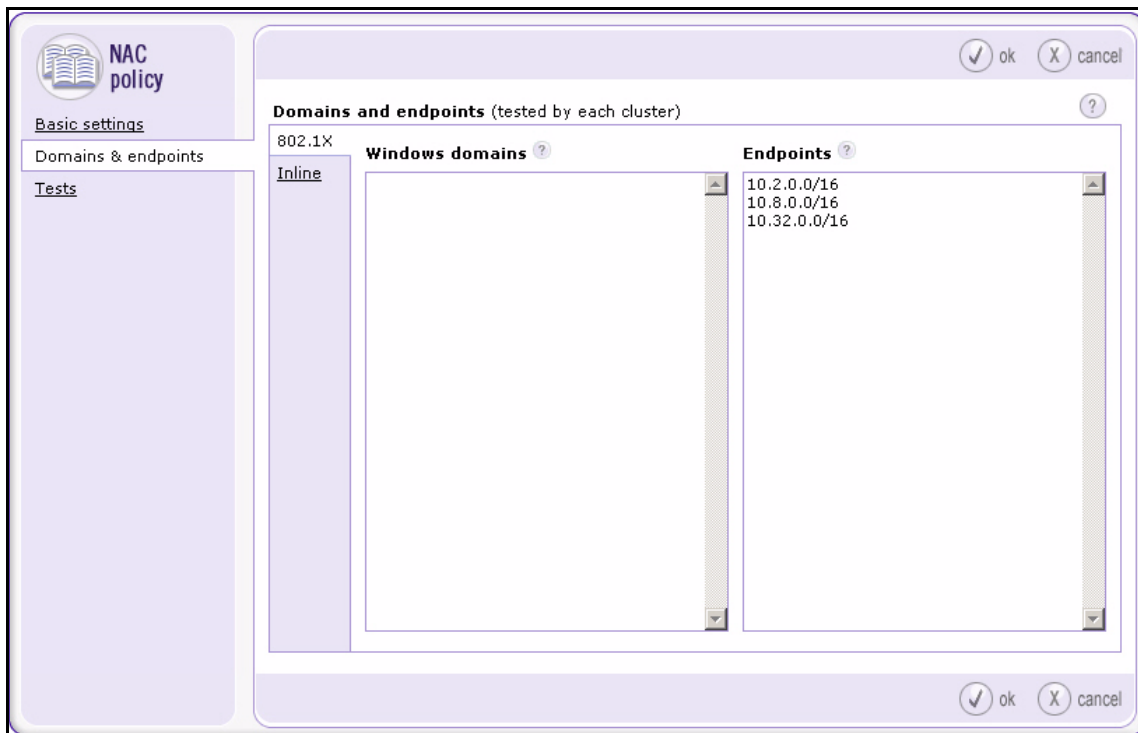 NAC
policy
Basic settings
Domains & endpoints
Tests
ok
X cancel
Domains and endpoints (tested by each cluster)
?
802.1X
Inline
Windows domains ?
Endpoints ?
10.2.0.0/16
10.8.0.0/16
10.32.0.0/16
ok
X cancel